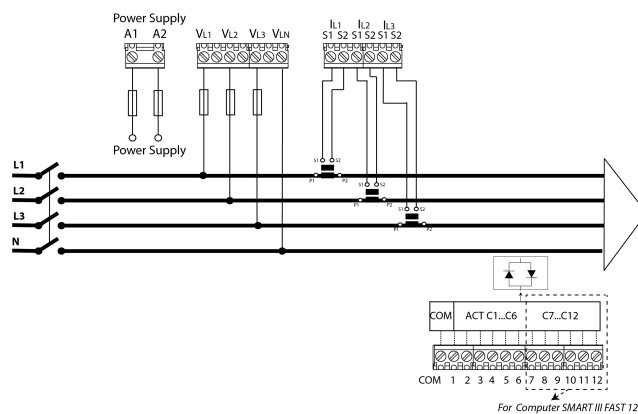 Power Supply
A1 A2
VL1 VL2 VL3 VLN
IL1 IL2 IL3
S1 S2 S1 S2 S1 S2
Power Supply
L1
S1 S2
P1 P2
L2
S1 S2
P1 P2
L3
S1 S2
P1 P2
N
COM ACT C1...C6 C7...C12
COM 1 2 3 4 5 6 7 8 9 10 11 12
For Computer SMART III FAST 12